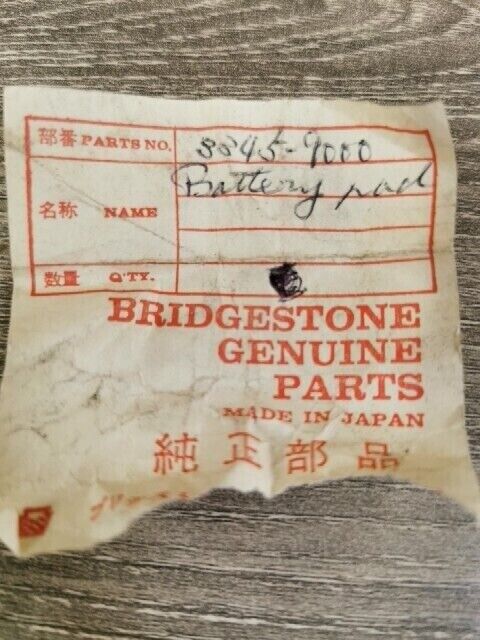 部番 PARTS NO. 3845-9000
名称 NAME Battery pad
数量 Q'TY.
BRIDGESTONE
GENUINE
PARTS
MADE IN JAPAN
純正部品